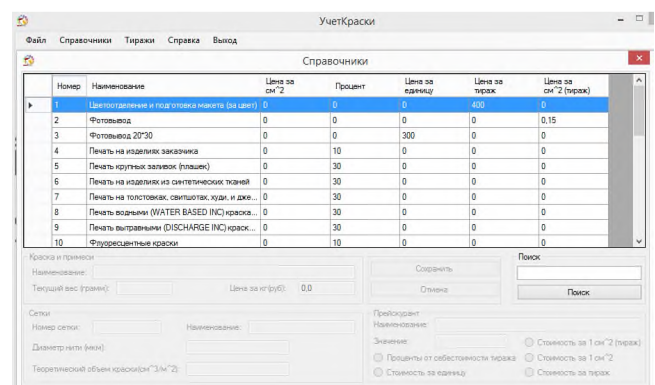 УчетКраски
Файл Справочники Тиражи Справка Выход
Справочники
Номер Наименование Цена за см^2 Процент Цена за единицу Цена за тираж Цена за см^2 (тираж)
1 Цветоотделение и подготовка макета (за цвет) 0 0 0 400 0
2 Фотовывод 0 0 0 0 0,15
3 Фотовывод 20*30 0 0 300 0 0
4 Печать на изделиях заказчика 0 10 0 0 0
5 Печать крупных заливок (плашек) 0 30 0 0 0
6 Печать на изделиях из синтетических тканей 0 30 0 0 0
7 Печать на толстовках, свитшотах, худи, и дже... 0 30 0 0 0
8 Печать водными (WATER BASED INC) краска... 0 30 0 0 0
9 Печать вытравными (DISCHARGE INC) краск... 0 30 0 0 0
10 Флуоресцентные краски 0 10 0 0 0
Краска и примеси
Наименование:
Текущий вес (грамм): Цена за кг(руб): 0,0
Сохранить
Отмена
Поиск
Поиск
Сетки
Номер сетки: Наименование:
Диаметр нити (мкм):
Теоретический объем краски(см^3/м^2):
Прейскурант
Наименование:
Значение: Стоимость за 1 см^2 (тираж)
Проценты от себестоимости тиража Стоимость за 1 см^2
Стоимость за единицу Стоимость за тираж